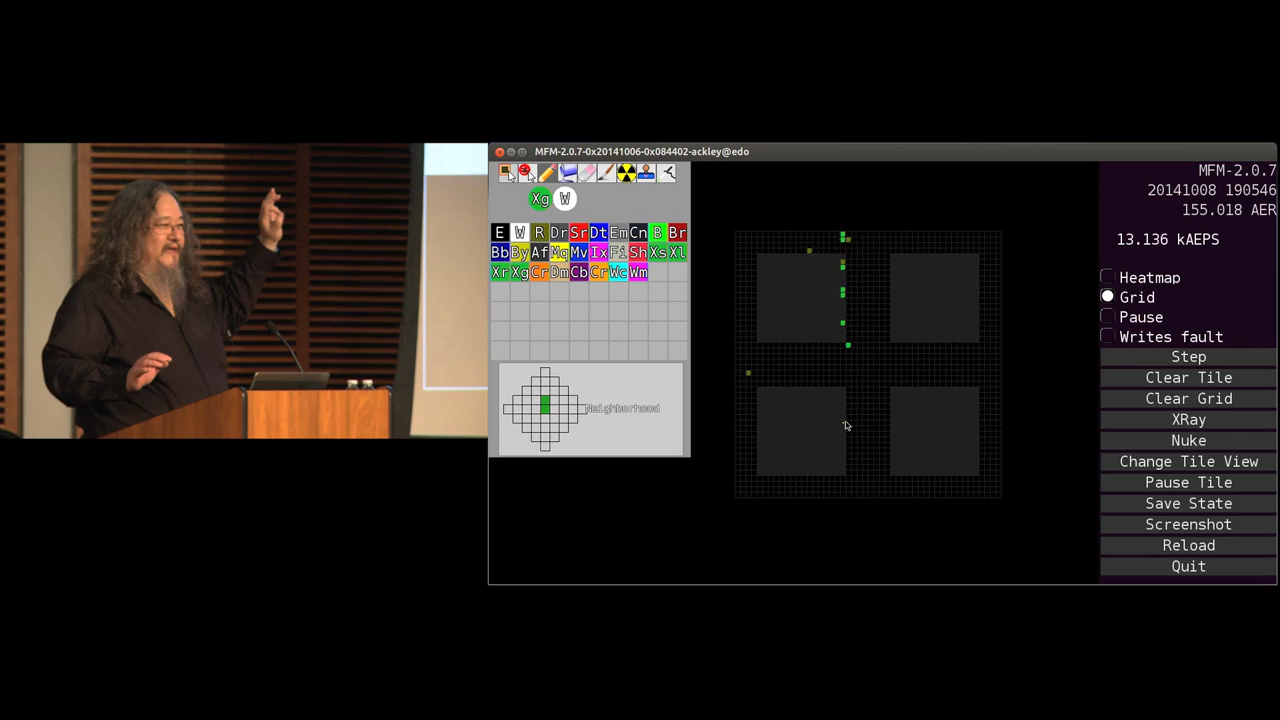 MFM-2.0.7-0x20141006-0x084402-ackley@edo
Xg W
E W R Dr Sr Dt Em Cn B Br
Bb By Af Mq Mv Ix Fi Sh Xs Xl
Xr Xg Cr Dm Cb Cr Wc Wm
Neighborhood
MFM-2.0.7
20141008 190546
155.018 AER
13.136 kAEPS
Heatmap
Grid
Pause
Writes fault
Step
Clear Tile
Clear Grid
XRay
Nuke
Change Tile View
Pause Tile
Save State
Screenshot
Reload
Quit